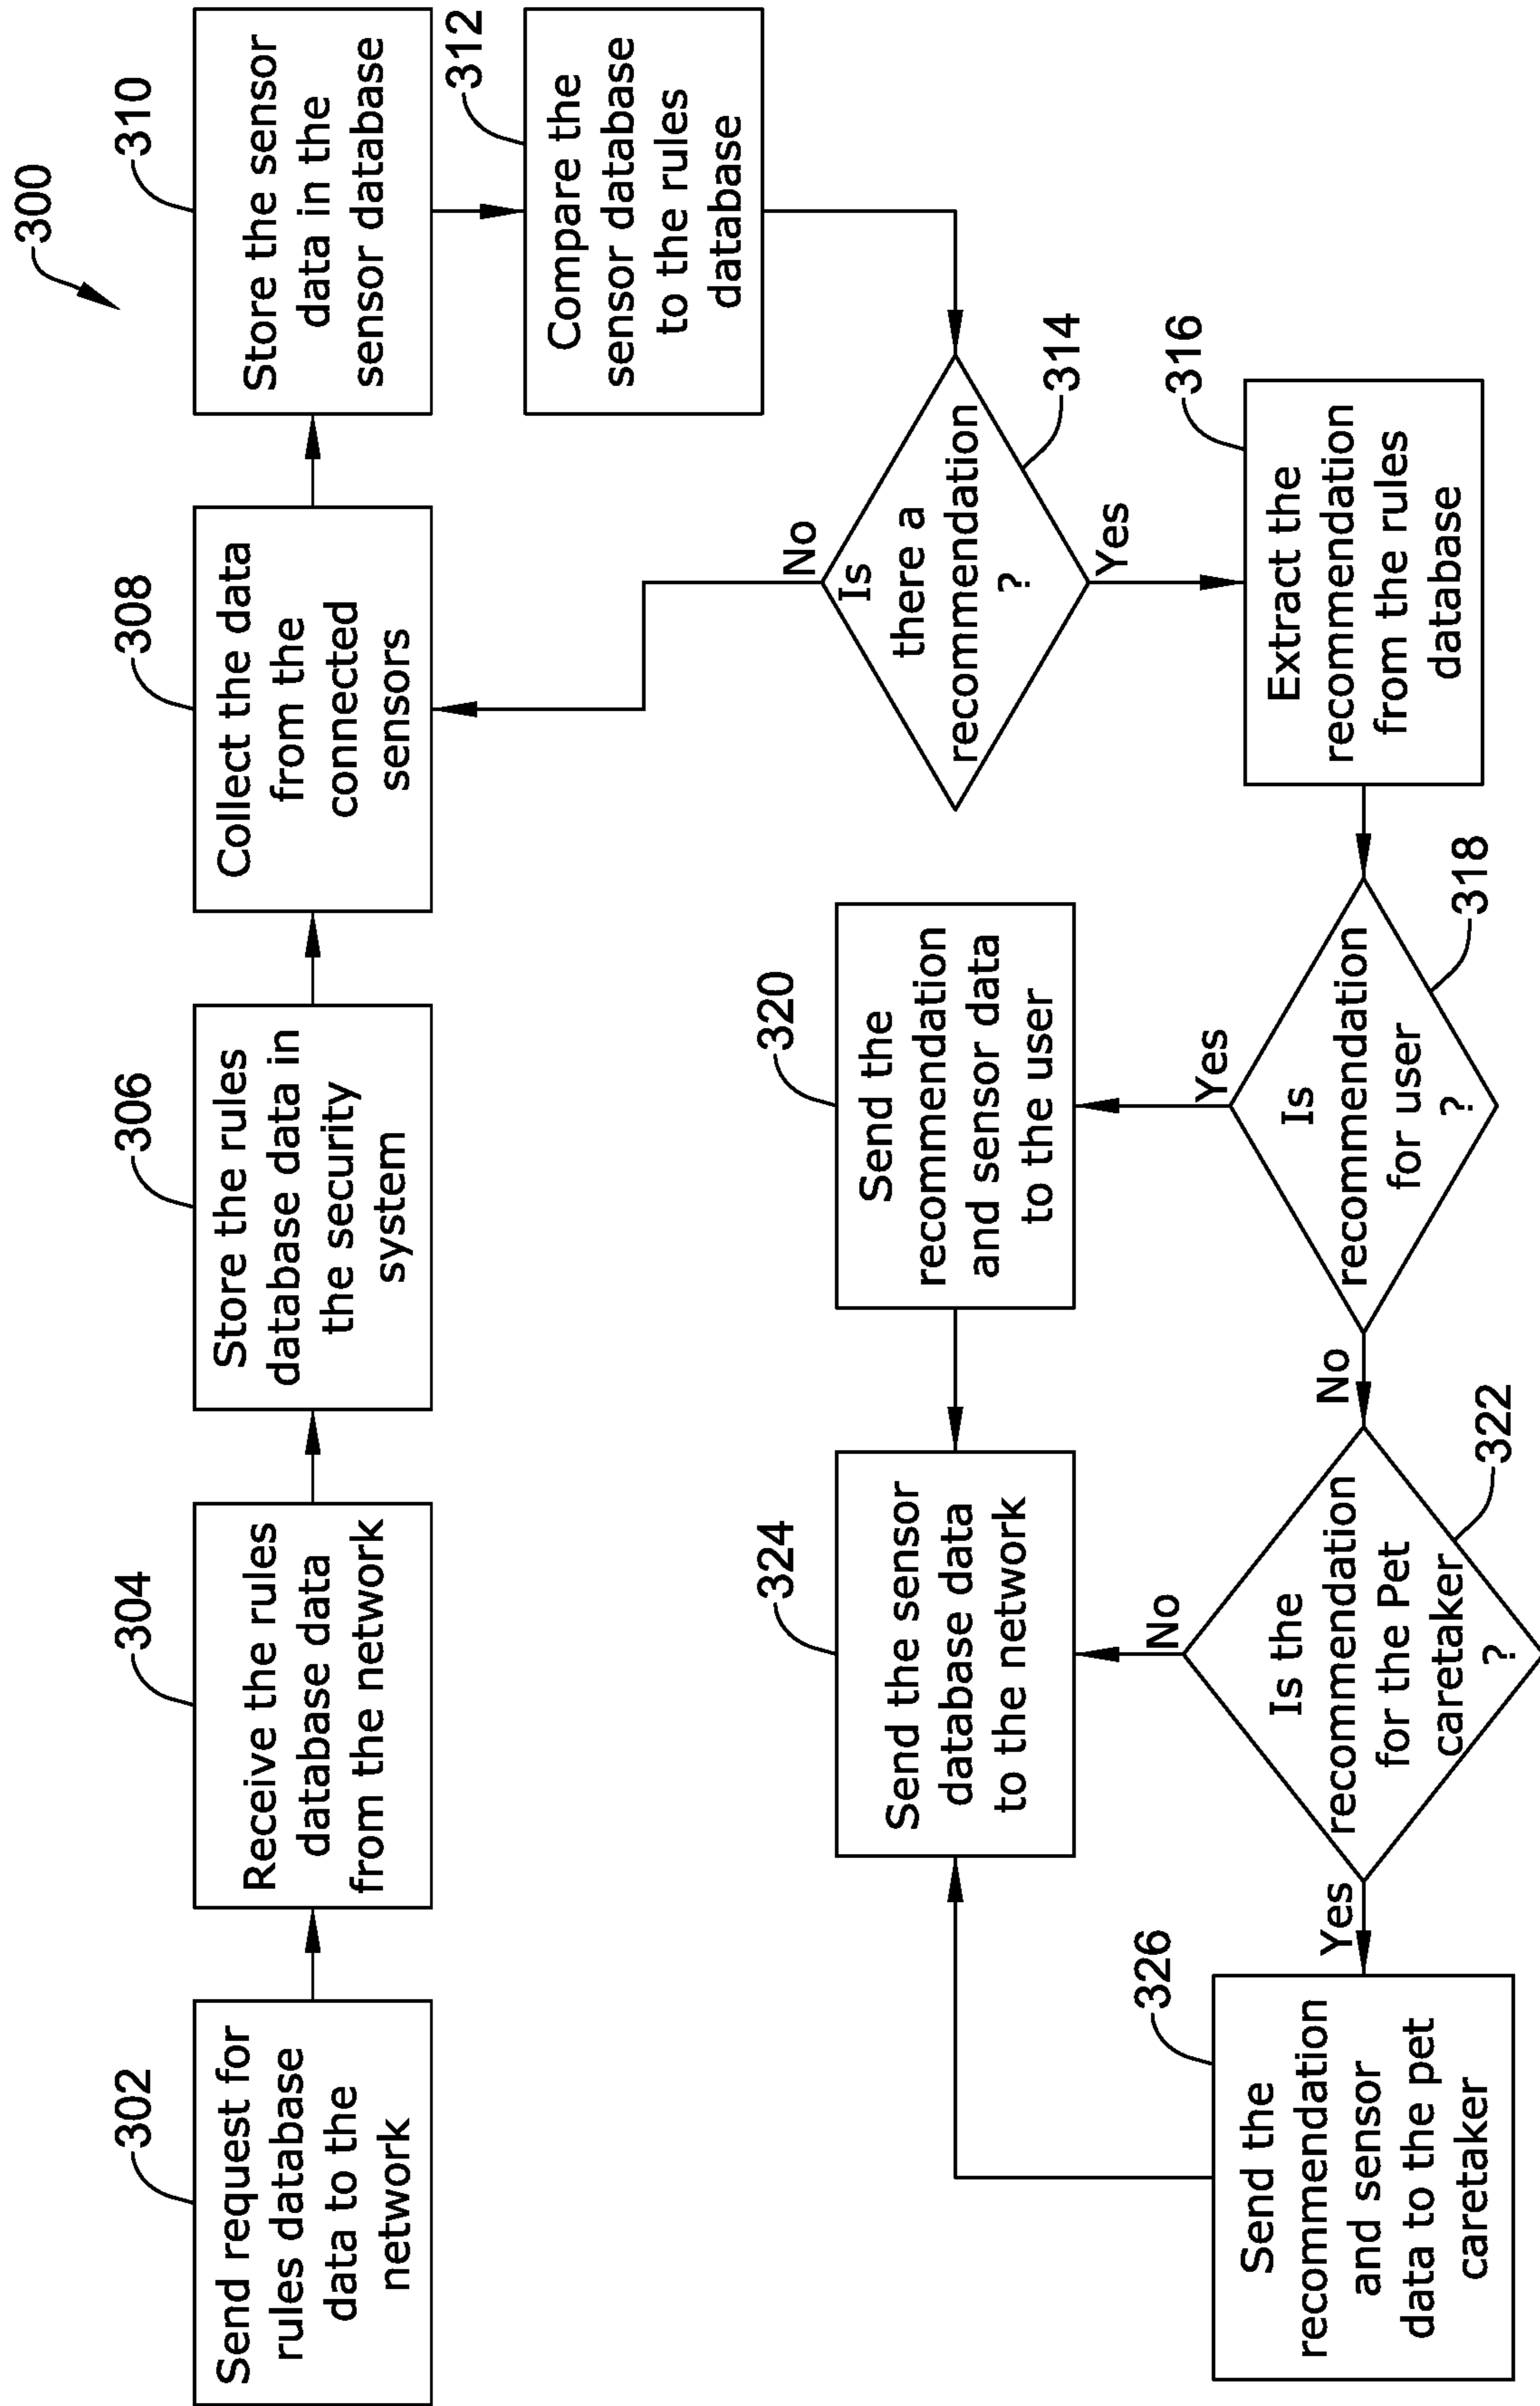 300
302
Send request for
rules database
data to the
network
304
Receive the rules
database data
from the network
306
Store the rules
database data in
the security
system
308
Collect the data
from the
connected
sensors
310
Store the sensor
data in the
sensor database
312
Compare the
sensor database
to the rules
database
314
Is
there a
recommendation
?
No
Yes
316
Extract the
recommendation
from the rules
database
318
Is
recommendation
for user
?
Yes
No
320
Send the
recommendation
and sensor data
to the user
322
Is the
recommendation
for the Pet
caretaker
?
No
Yes
324
Send the sensor
database data
to the network
326
Send the
recommendation
and sensor
data to the pet
caretaker